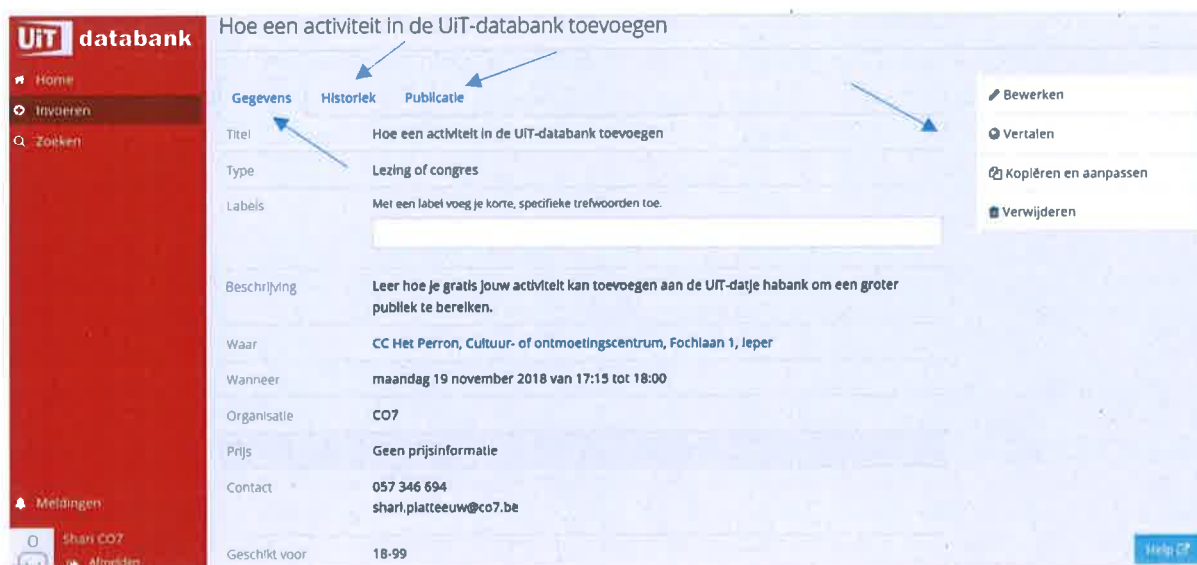 UiT databank
Home
Invoeren
Zoeken
Meldingen
Shari CO7
Afmelden
Hoe een activiteit in de UiT-databank toevoegen
Gegevens Historiek Publicatie
Titel Hoe een activiteit in de UiT-databank toevoegen
Type Lezing of congres
Labels Met een label voeg je korte, specifieke trefwoorden toe.
Beschrijving Leer hoe je gratis jouw activiteit kan toevoegen aan de UiT-datje habank om een groter
publiek te bereiken.
Waar CC Het Perron, Cultuur- of ontmoetingscentrum, Fochlaan 1, Ieper
Wanneer maandag 19 november 2018 van 17:15 tot 18:00
Organisatie CO7
Prijs Geen prijsinformatie
Contact 057 346 694
shari.platteeuw@co7.be
Geschikt voor 18-99
Bewerken
Vertalen
Kopiëren en aanpassen
Verwijderen
Help